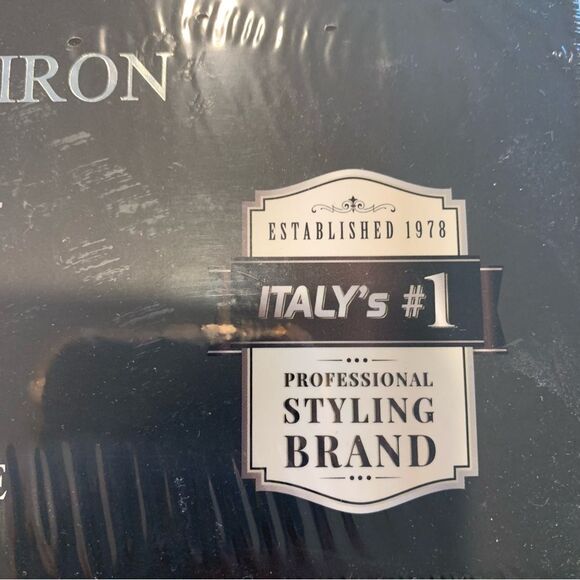 IRON
ESTABLISHED 1978
ITALY's #1
PROFESSIONAL
STYLING
BRAND
E